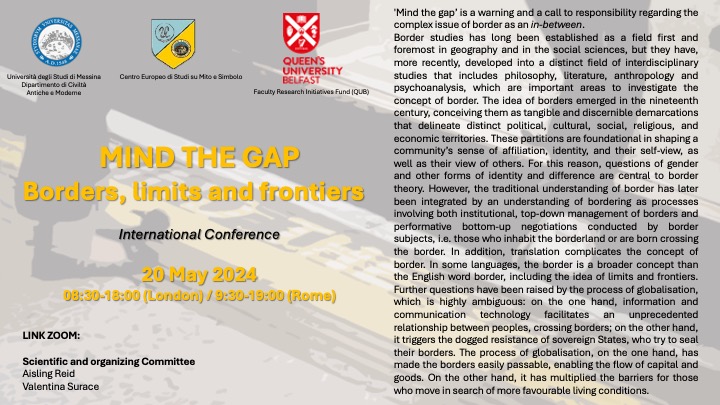 Università degli Studi di Messina
Dipartimento di Civiltà
Antiche e Moderne
Centro Europeo di Studi su Mito e Simbolo
QUEEN'S
UNIVERSITY
BELFAST
Faculty Research Initiatives Fund (QUB)
MIND THE GAP
Borders, limits and frontiers
International Conference
20 May 2024
08:30-18:00 (London) / 9:30-19:00 (Rome)
LINK ZOOM:
Scientific and organizing Committee
Aisling Reid
Valentina Surace
'Mind the gap' is a warning and a call to responsibility regarding the
complex issue of border as an in-between.
Border studies has long been established as a field first and
foremost in geography and in the social sciences, but they have,
more recently, developed into a distinct field of interdisciplinary
studies that includes philosophy, literature, anthropology and
psychoanalysis, which are important areas to investigate the
concept of border. The idea of borders emerged in the nineteenth
century, conceiving them as tangible and discernible demarcations
that delineate distinct political, cultural, social, religious, and
economic territories. These partitions are foundational in shaping a
community's sense of affiliation, identity, and their self-view, as
well as their view of others. For this reason, questions of gender
and other forms of identity and difference are central to border
theory. However, the traditional understanding of border has later
been integrated by an understanding of bordering as processes
involving both institutional, top-down management of borders and
performative bottom-up negotiations conducted by border
subjects, i.e. those who inhabit the borderland or are born crossing
the border. In addition, translation complicates the concept of
border. In some languages, the border is a broader concept than
the English word border, including the idea of limits and frontiers.
Further questions have been raised by the process of globalisation,
which is highly ambiguous: on the one hand, information and
communication technology facilitates an unprecedented
relationship between peoples, crossing borders; on the other hand,
it triggers the dogged resistance of sovereign States, who try to seal
their borders. The process of globalisation, on the one hand, has
made the borders easily passable, enabling the flow of capital and
goods. On the other hand, it has multiplied the barriers for those
who move in search of more favourable living conditions.